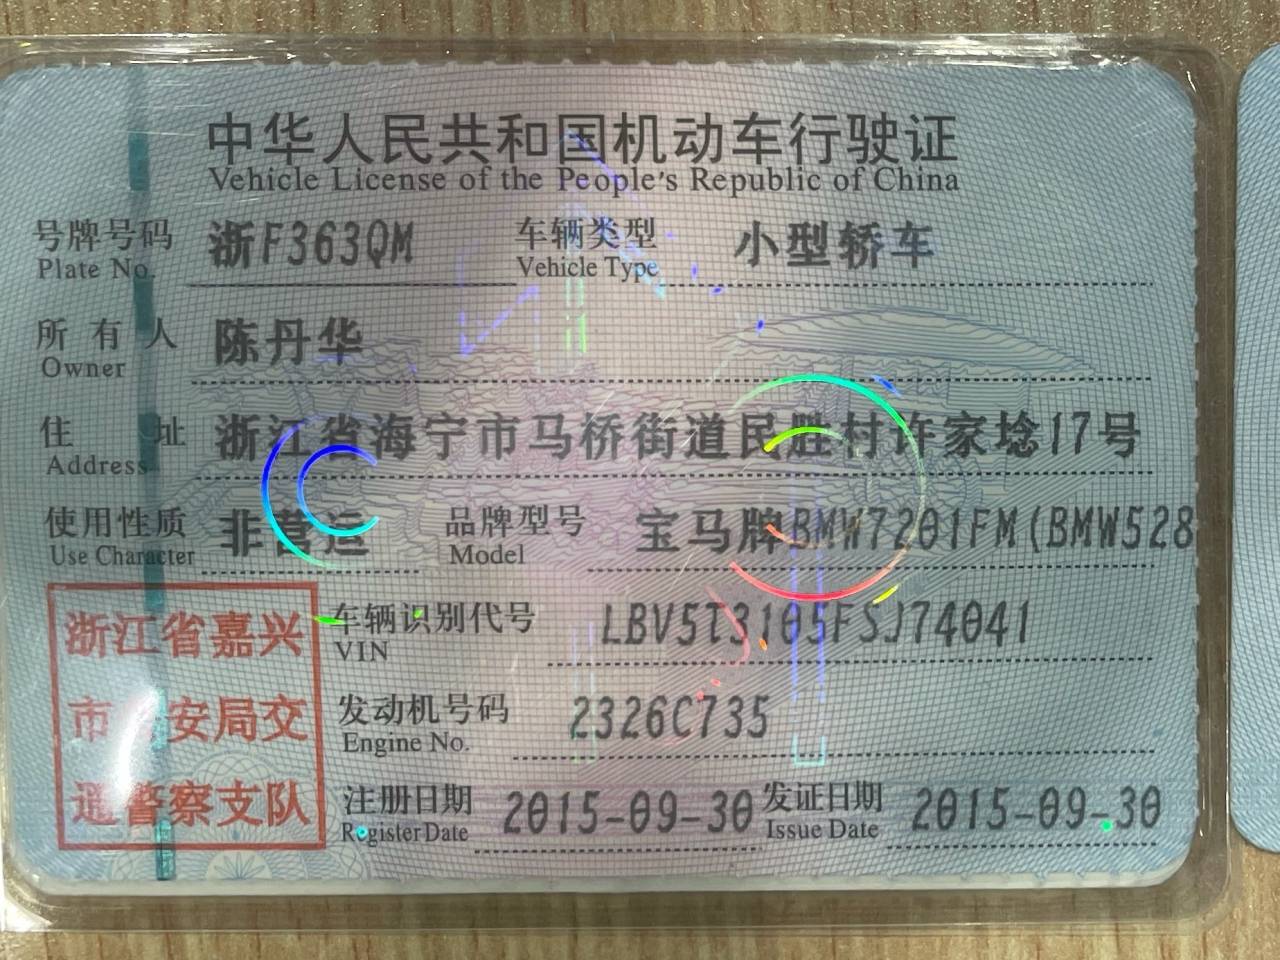 中华人民共和国机动车行驶证
Vehicle License of the People's Republic of China
号牌号码 浙F363QM 车辆类型 小型轿车
Plate No. Vehicle Type
所有人 陈丹华
Owner
住址 浙江省海宁市马桥街道民胜村许家埝17号
Address
使用性质 非营运 品牌型号 宝马牌BMW7201FM(BMW528
Use Character Model
浙江省嘉兴
市 安局交
通警察支队
车辆识别代号 LBV5T3105FSJ74041
VIN
发动机号码 2326C735
Engine No.
注册日期 2015-09-30 发证日期 2015-09-30
Register Date Issue Date